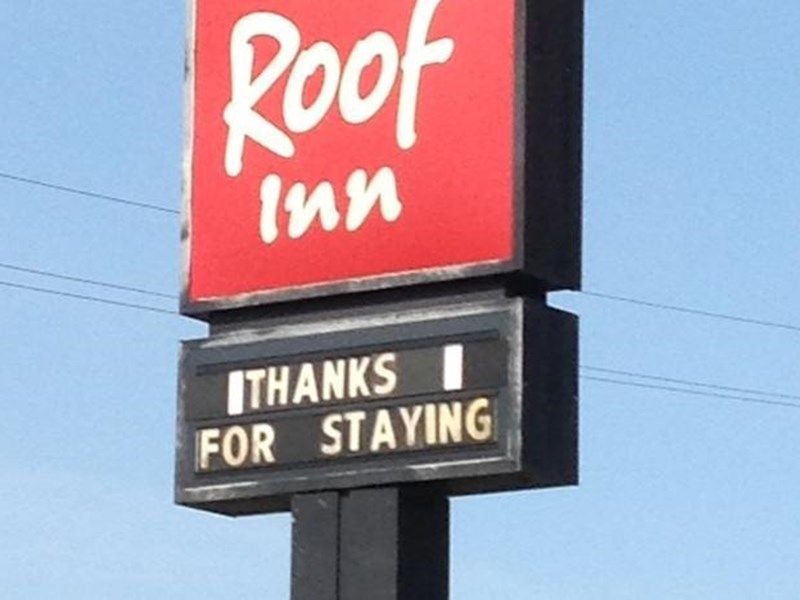 Roof
Inn
THANKS
FOR STAYING